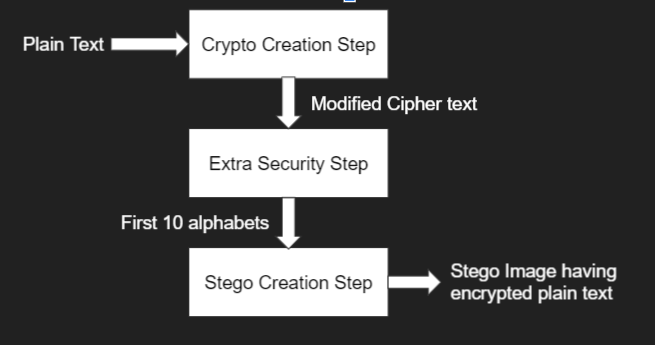 Plain Text
Crypto Creation Step
Modified Cipher text
Extra Security Step
First 10 alphabets
Stego Creation Step
Stego Image having
encrypted plain text